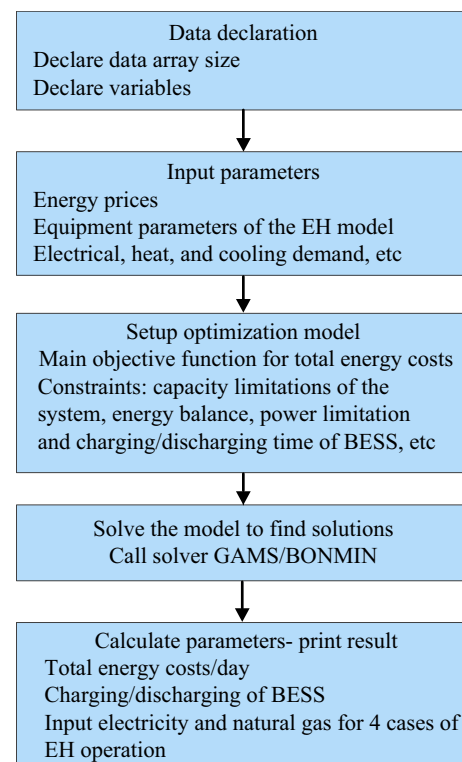 Data declaration
Declare data array size
Declare variables
Input parameters
Energy prices
Equipment parameters of the EH model
Electrical, heat, and cooling demand, etc
Setup optimization model
Main objective function for total energy costs
Constraints: capacity limitations of the
system, energy balance, power limitation
and charging/discharging time of BESS, etc
Solve the model to find solutions
Call solver GAMS/BONMIN
Calculate parameters- print result
Total energy costs/day
Charging/discharging of BESS
Input electricity and natural gas for 4 cases of
EH operation